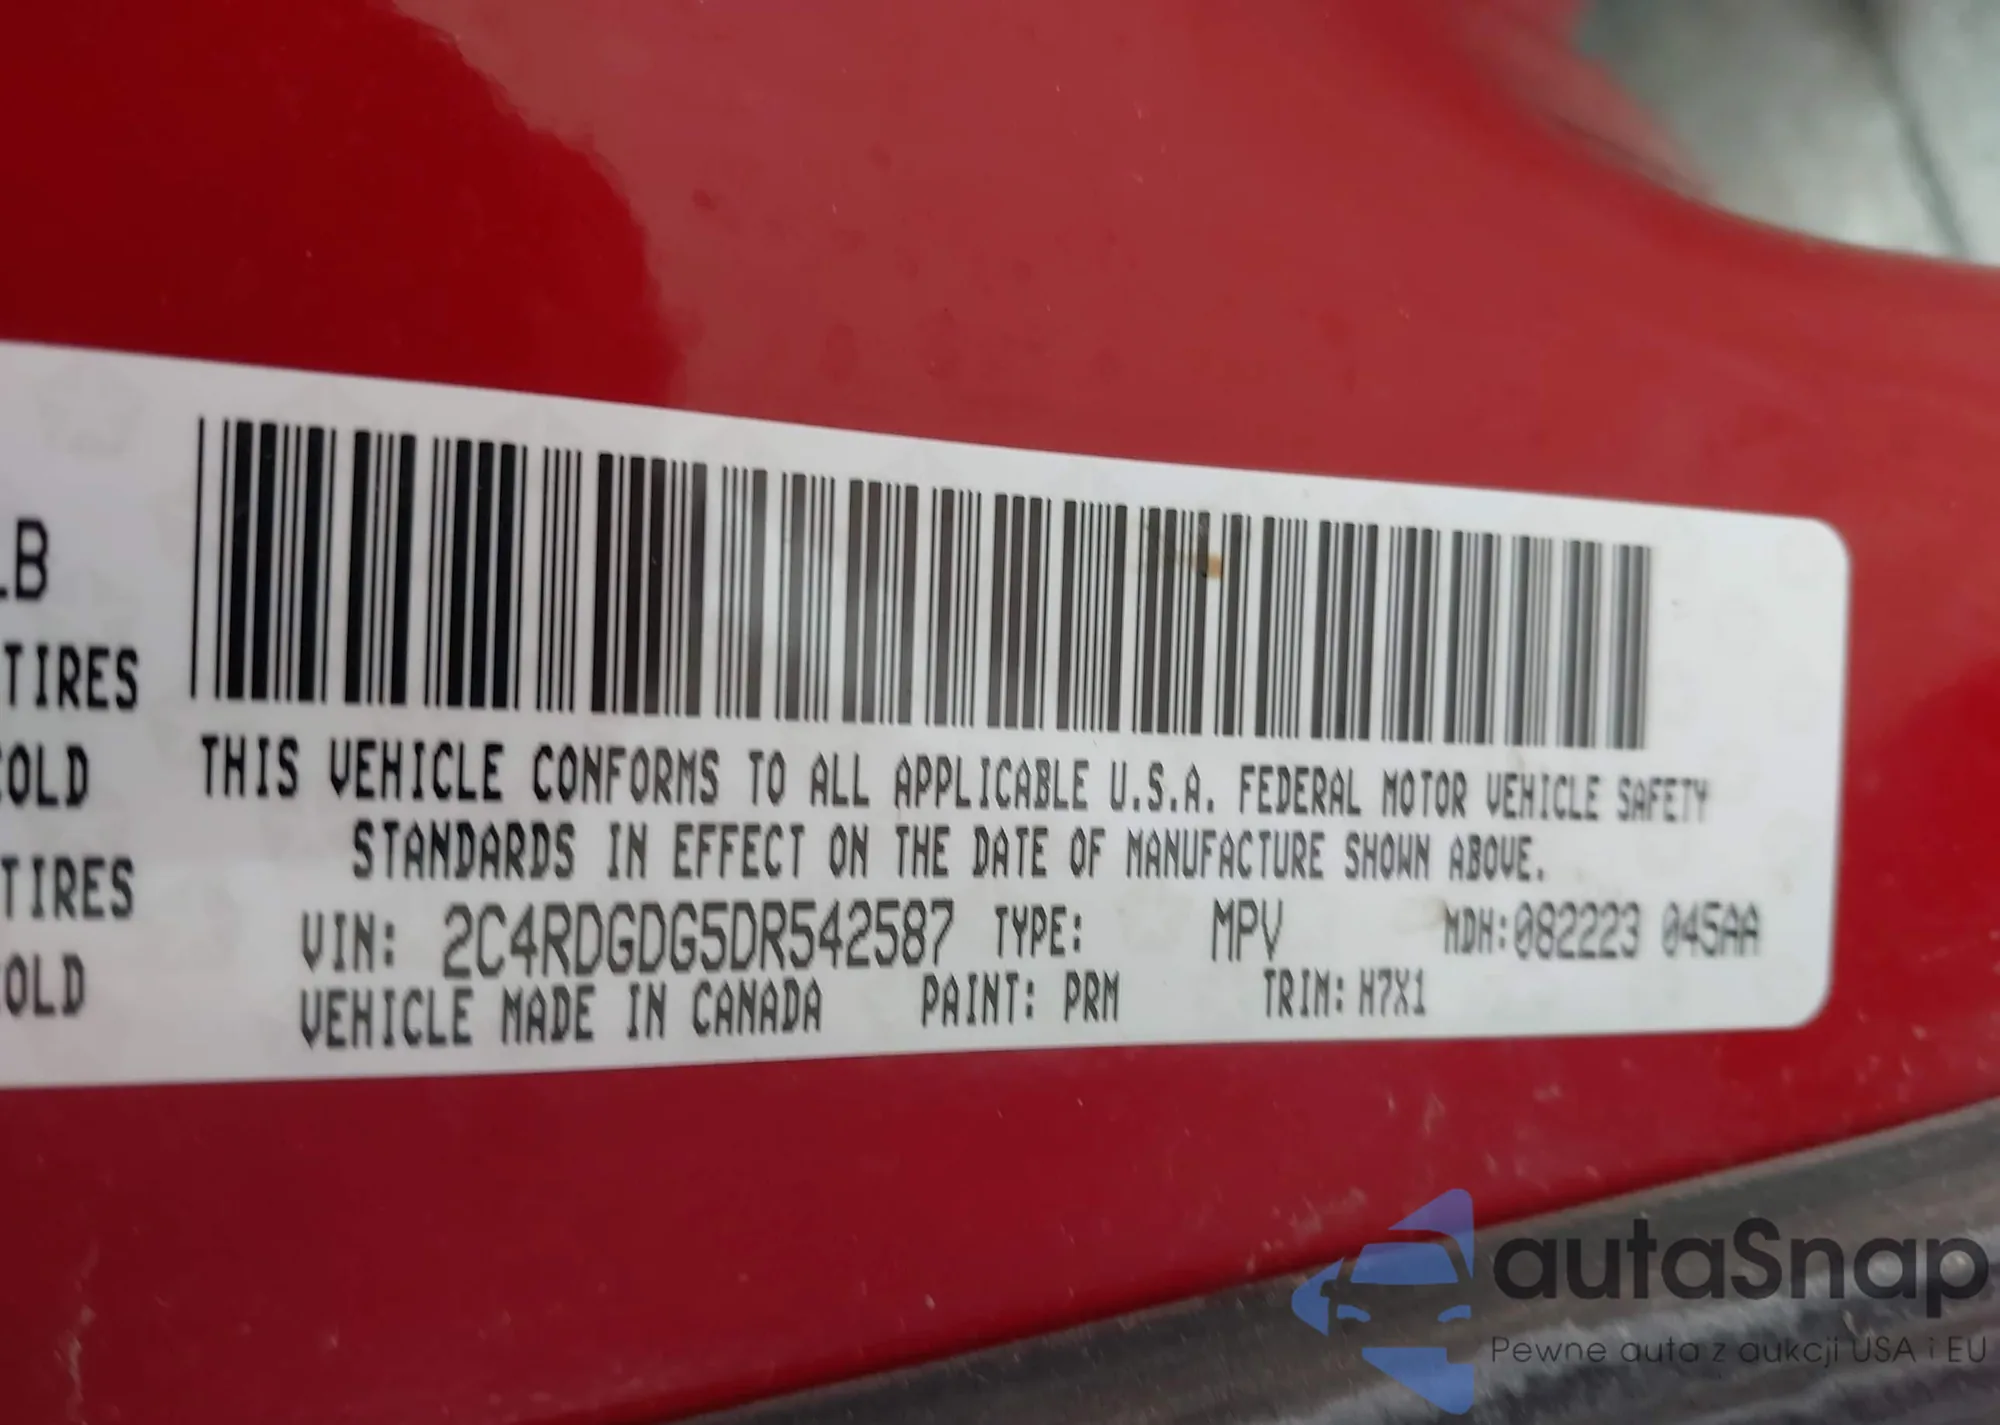 LB
TIRES
COLD
TIRES
COLD
THIS VEHICLE CONFORMS TO ALL APPLICABLE U.S.A. FEDERAL MOTOR VEHICLE SAFETY
STANDARDS IN EFFECT ON THE DATE OF MANUFACTURE SHOWN ABOVE.
VIN: 2C4RDGDG5DR542587 TYPE: MPV MDH:082223 045AA
VEHICLE MADE IN CANADA PAINT: PRM TRIM: H7X1
autaSnap
Pewne auta z aukcji USA i EU